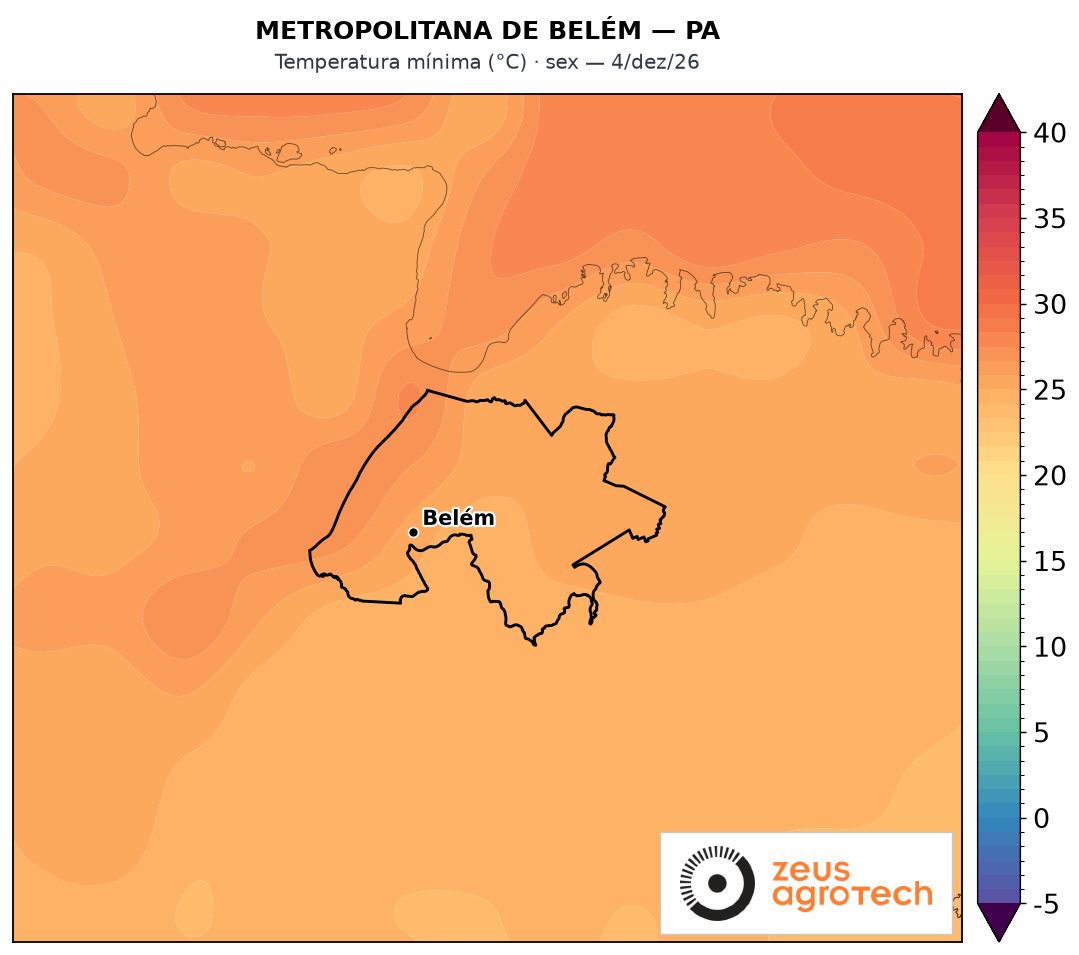 METROPOLITANA DE BELÉM — PA
Temperatura mínima (°C) · sex — 4/dez/26
40
35
30
25
20
15
10
5
0
-5
Belém
zeus
agrotech